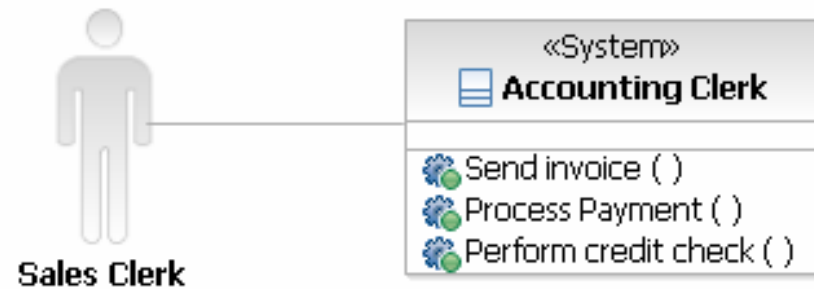 «System»
Accounting Clerk
Send invoice ( )
Process Payment ( )
Perform credit check ( )
Sales Clerk